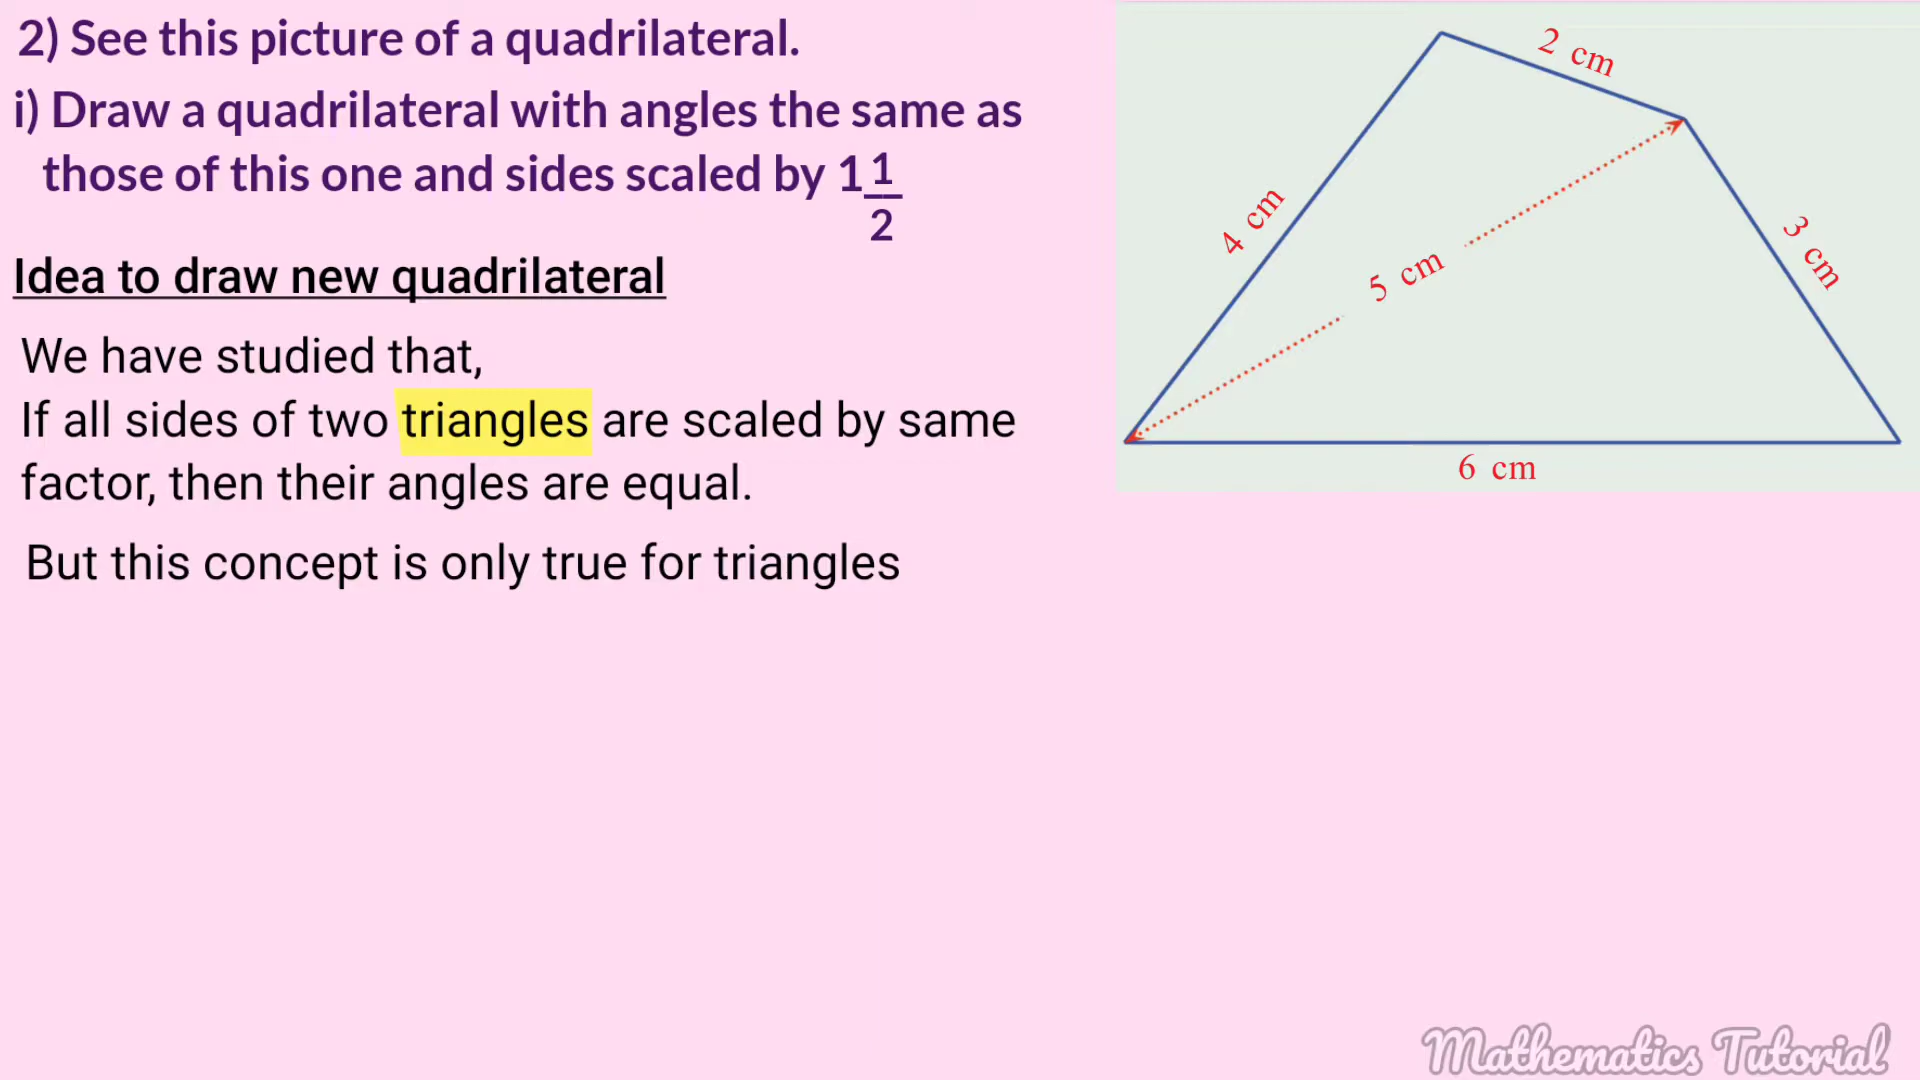 2) See this picture of a quadrilateral.
i) Draw a quadrilateral with angles the same as
those of this one and sides scaled by 1 1/2
Idea to draw new quadrilateral
We have studied that,
If all sides of two triangles are scaled by same
factor, then their angles are equal.
But this concept is only true for triangles
2 cm
4 cm
5 cm
3 cm
6 cm
Mathematics Tutorial